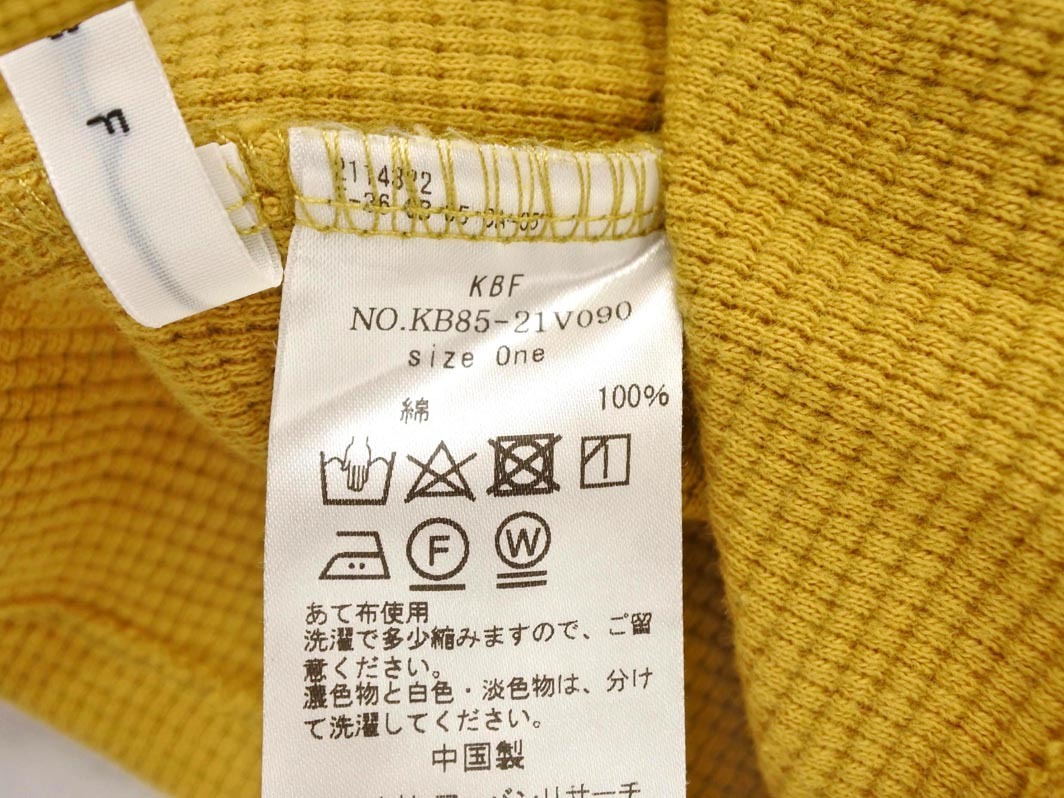 KBF
NO.KB85-21V090
size One
綿 100%
F W
あて布使用
洗濯で多少縮みますので、ご留
意ください。
濃色物と白色・淡色物は、分け
て洗濯してください。
中国製